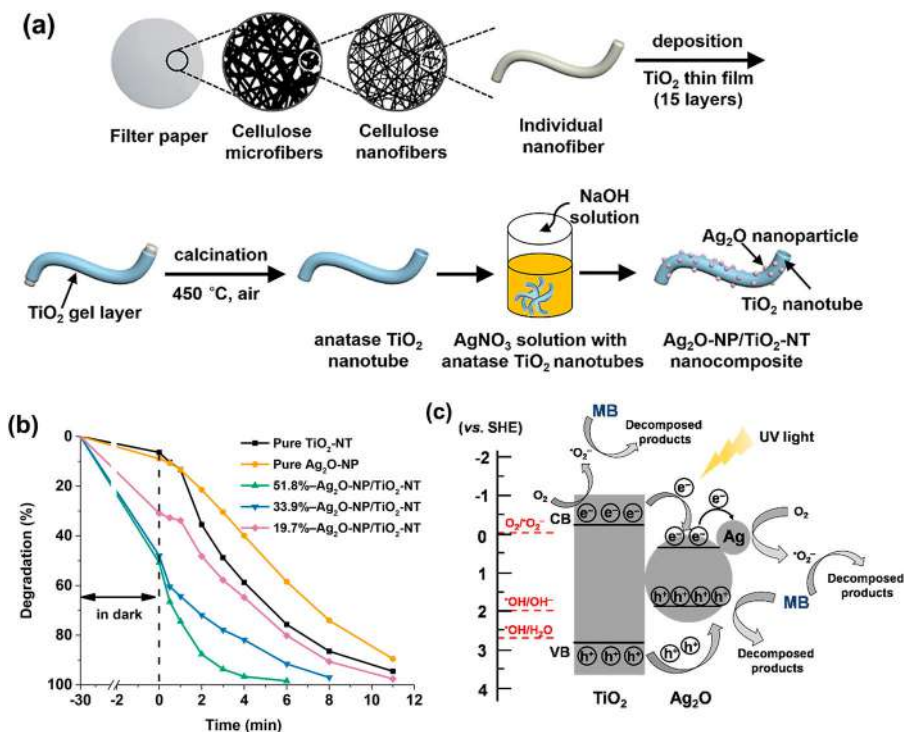 (a)
Filter paper
Cellulose
microfibers
Cellulose
nanofibers
Individual
nanofiber
deposition
TiO₂ thin film
(15 layers)
TiO₂ gel layer
calcination
450 °C, air
anatase TiO₂
nanotube
NaOH
solution
AgNO₃ solution with
anatase TiO₂ nanotubes
Ag₂O nanoparticle
TiO₂ nanotube
Ag₂O-NP/TiO₂-NT
nanocomposite
(b)
Degradation (%)
0
20
40
60
80
100
Pure TiO₂-NT
Pure Ag₂O-NP
51.8%–Ag₂O-NP/TiO₂-NT
33.9%–Ag₂O-NP/TiO₂-NT
19.7%–Ag₂O-NP/TiO₂-NT
in dark
-30 -2 0 2 4 6 8 10 12
Time (min)
(c)
(vs. SHE)
-2
-1
0
1
2
3
4
O₂/•O₂⁻
•OH/OH⁻
•OH/H₂O
MB
Decomposed
products
•O₂⁻
O₂
UV light
CB
e⁻ e⁻ e⁻
e⁻
e⁻
e⁻ e⁻
Ag
O₂
•O₂⁻
h⁺ h⁺ h⁺ h⁺
MB
Decomposed
products
Decomposed
products
VB
h⁺ h⁺ h⁺
h⁺ h⁺
TiO₂
Ag₂O